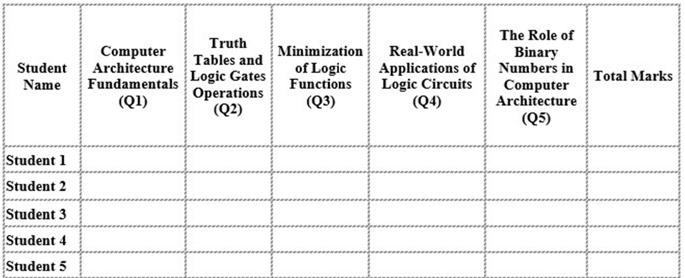 Student
Name
Computer
Architecture
Fundamentals
(Q1)
Truth
Tables and
Logic Gates
Operations
(Q2)
Minimization
of Logic
Functions
(Q3)
Real-World
Applications of
Logic Circuits
(Q4)
The Role of
Binary
Numbers in
Computer
Architecture
(Q5)
Total Marks
Student 1
Student 2
Student 3
Student 4
Student 5